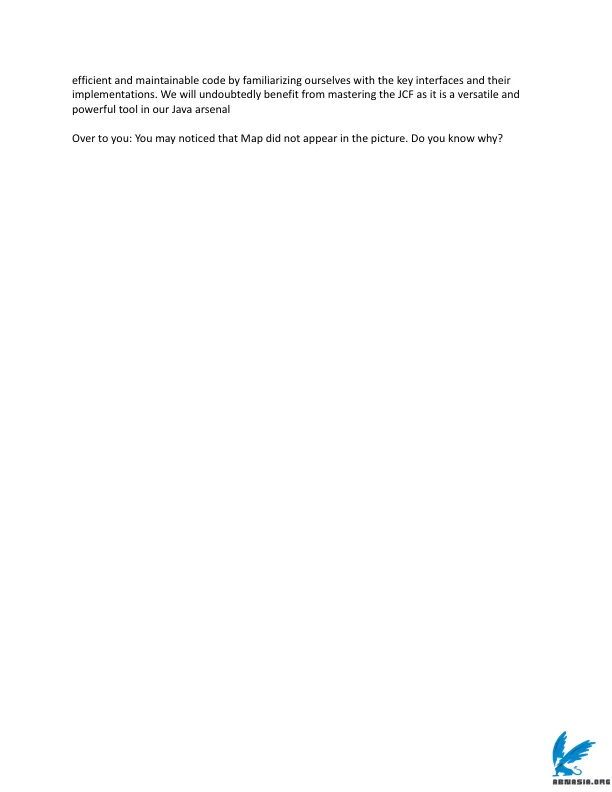 efficient and maintainable code by familiarizing ourselves with the key interfaces and their
implementations. We will undoubtedly benefit from mastering the JCF as it is a versatile and
powerful tool in our Java arsenal
Over to you: You may noticed that Map did not appear in the picture. Do you know why?
ABNASIA.ORG